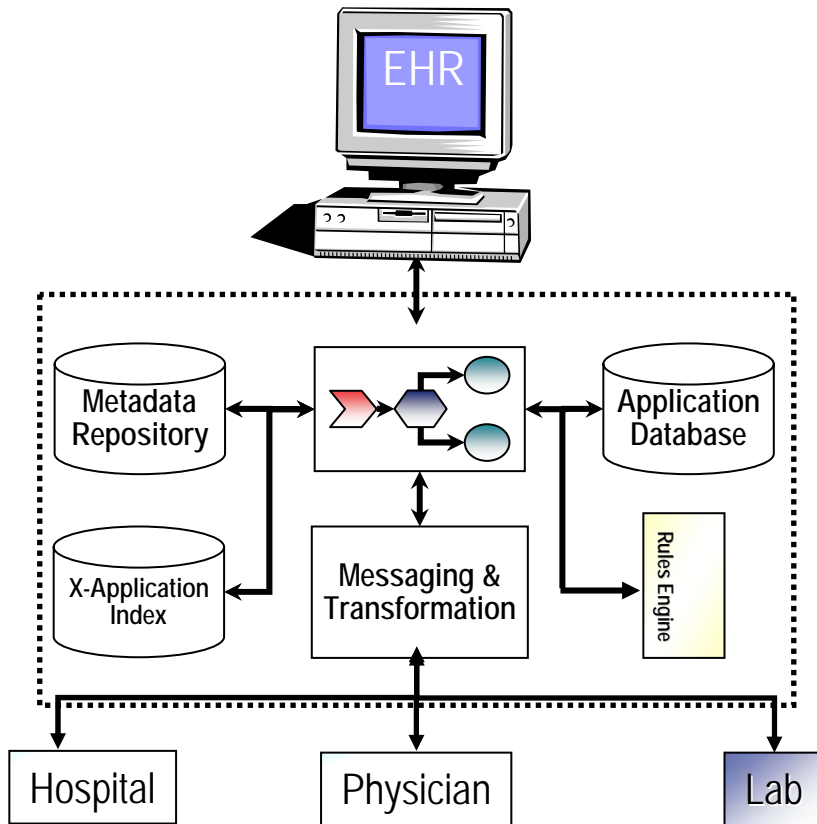 EHR
Metadata
Repository
Application
Database
X-Application
Index
Messaging &
Transformation
Rules Engine
Hospital
Physician
Lab